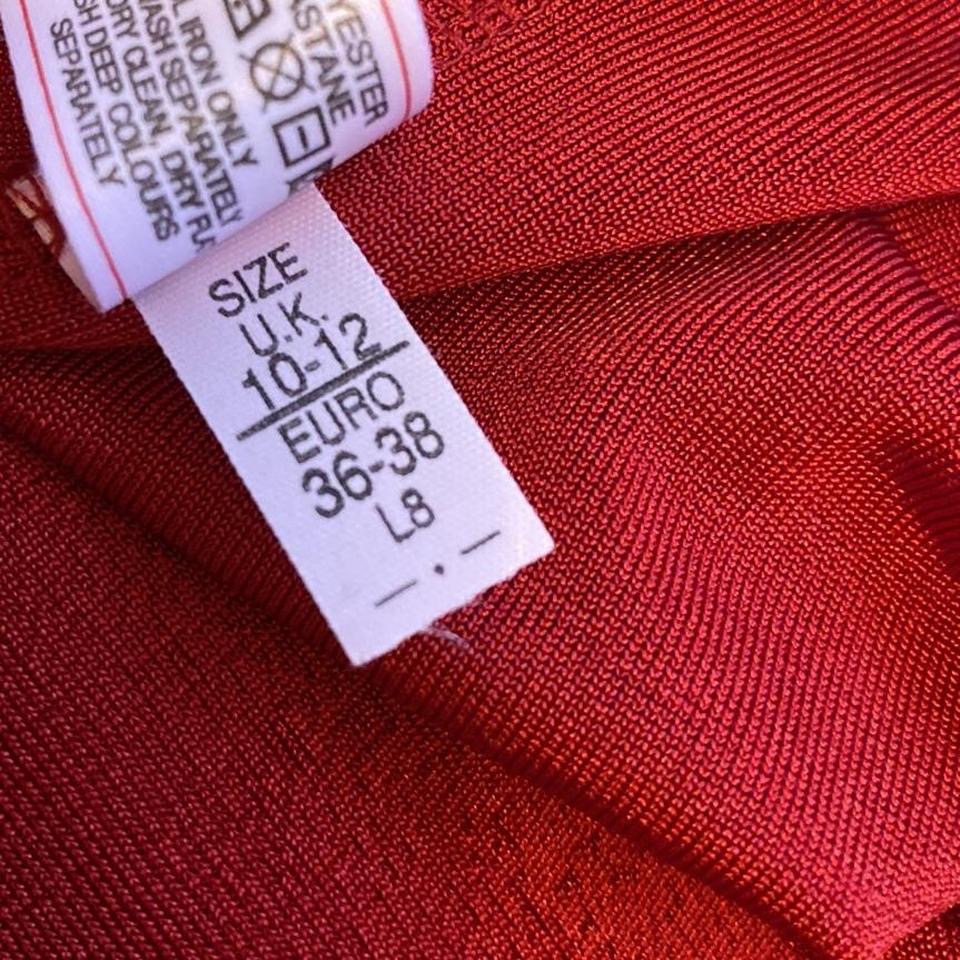 YESTER
ASTANE
IRON ONLY
WASH SEPARATELY
DRY CLEAN, DRY
SH DEEP COLOURS
SEPARATELY
SIZE
U.K.
10-12
EURO
36-38
L8
— • —